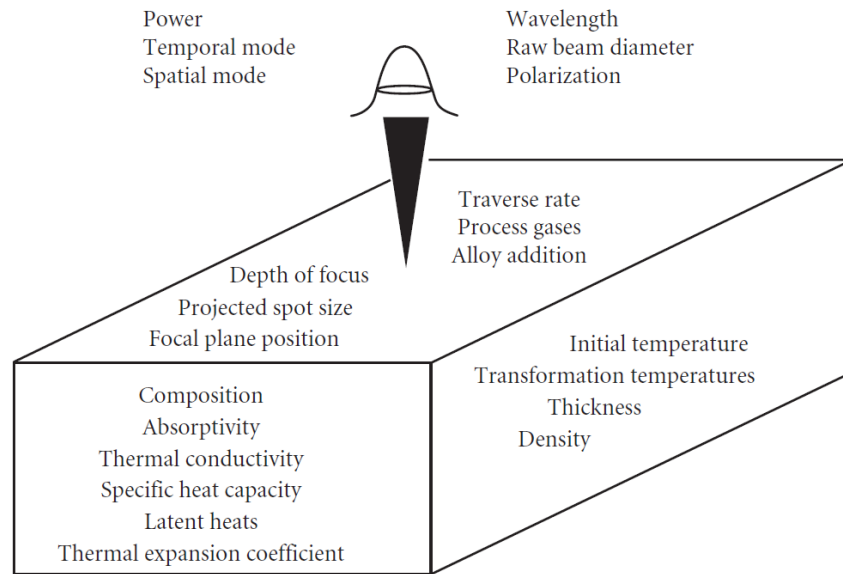 Power
Temporal mode
Spatial mode
Wavelength
Raw beam diameter
Polarization
Traverse rate
Process gases
Alloy addition
Depth of focus
Projected spot size
Focal plane position
Initial temperature
Transformation temperatures
Thickness
Density
Composition
Absorptivity
Thermal conductivity
Specific heat capacity
Latent heats
Thermal expansion coefficient